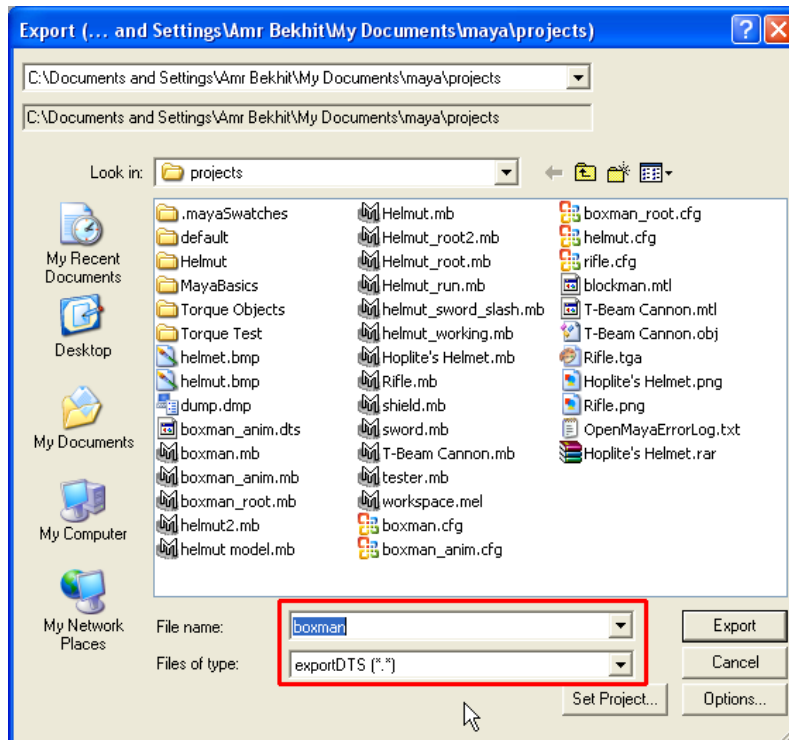 Export (... and Settings\Amr Bekhit\My Documents\maya\projects)
C:\Documents and Settings\Amr Bekhit\My Documents\maya\projects
C:\Documents and Settings\Amr Bekhit\My Documents\maya\projects
Look in: projects
My Recent Documents
Desktop
My Documents
My Computer
My Network Places
.mayaSwatches
default
Helmut
MayaBasics
Torque Objects
Torque Test
helmet.bmp
helmut.bmp
dump.dmp
boxman_anim.dts
boxman.mb
boxman_anim.mb
boxman_root.mb
helmut2.mb
helmut model.mb
Helmut.mb
Helmut_root2.mb
Helmut_root.mb
Helmut_run.mb
helmut_sword_slash.mb
helmut_working.mb
Hoplite's Helmet.mb
Rifle.mb
shield.mb
sword.mb
T-Beam Cannon.mb
tester.mb
workspace.mel
boxman.cfg
boxman_anim.cfg
boxman_root.cfg
helmut.cfg
rifle.cfg
blockman.mtl
T-Beam Cannon.mtl
T-Beam Cannon.obj
Rifle.tga
Hoplite's Helmet.png
Rifle.png
OpenMayaErrorLog.txt
Hoplite's Helmet.rar
File name: boxman Export
Files of type: exportDTS (*.*) Cancel
Set Project... Options...